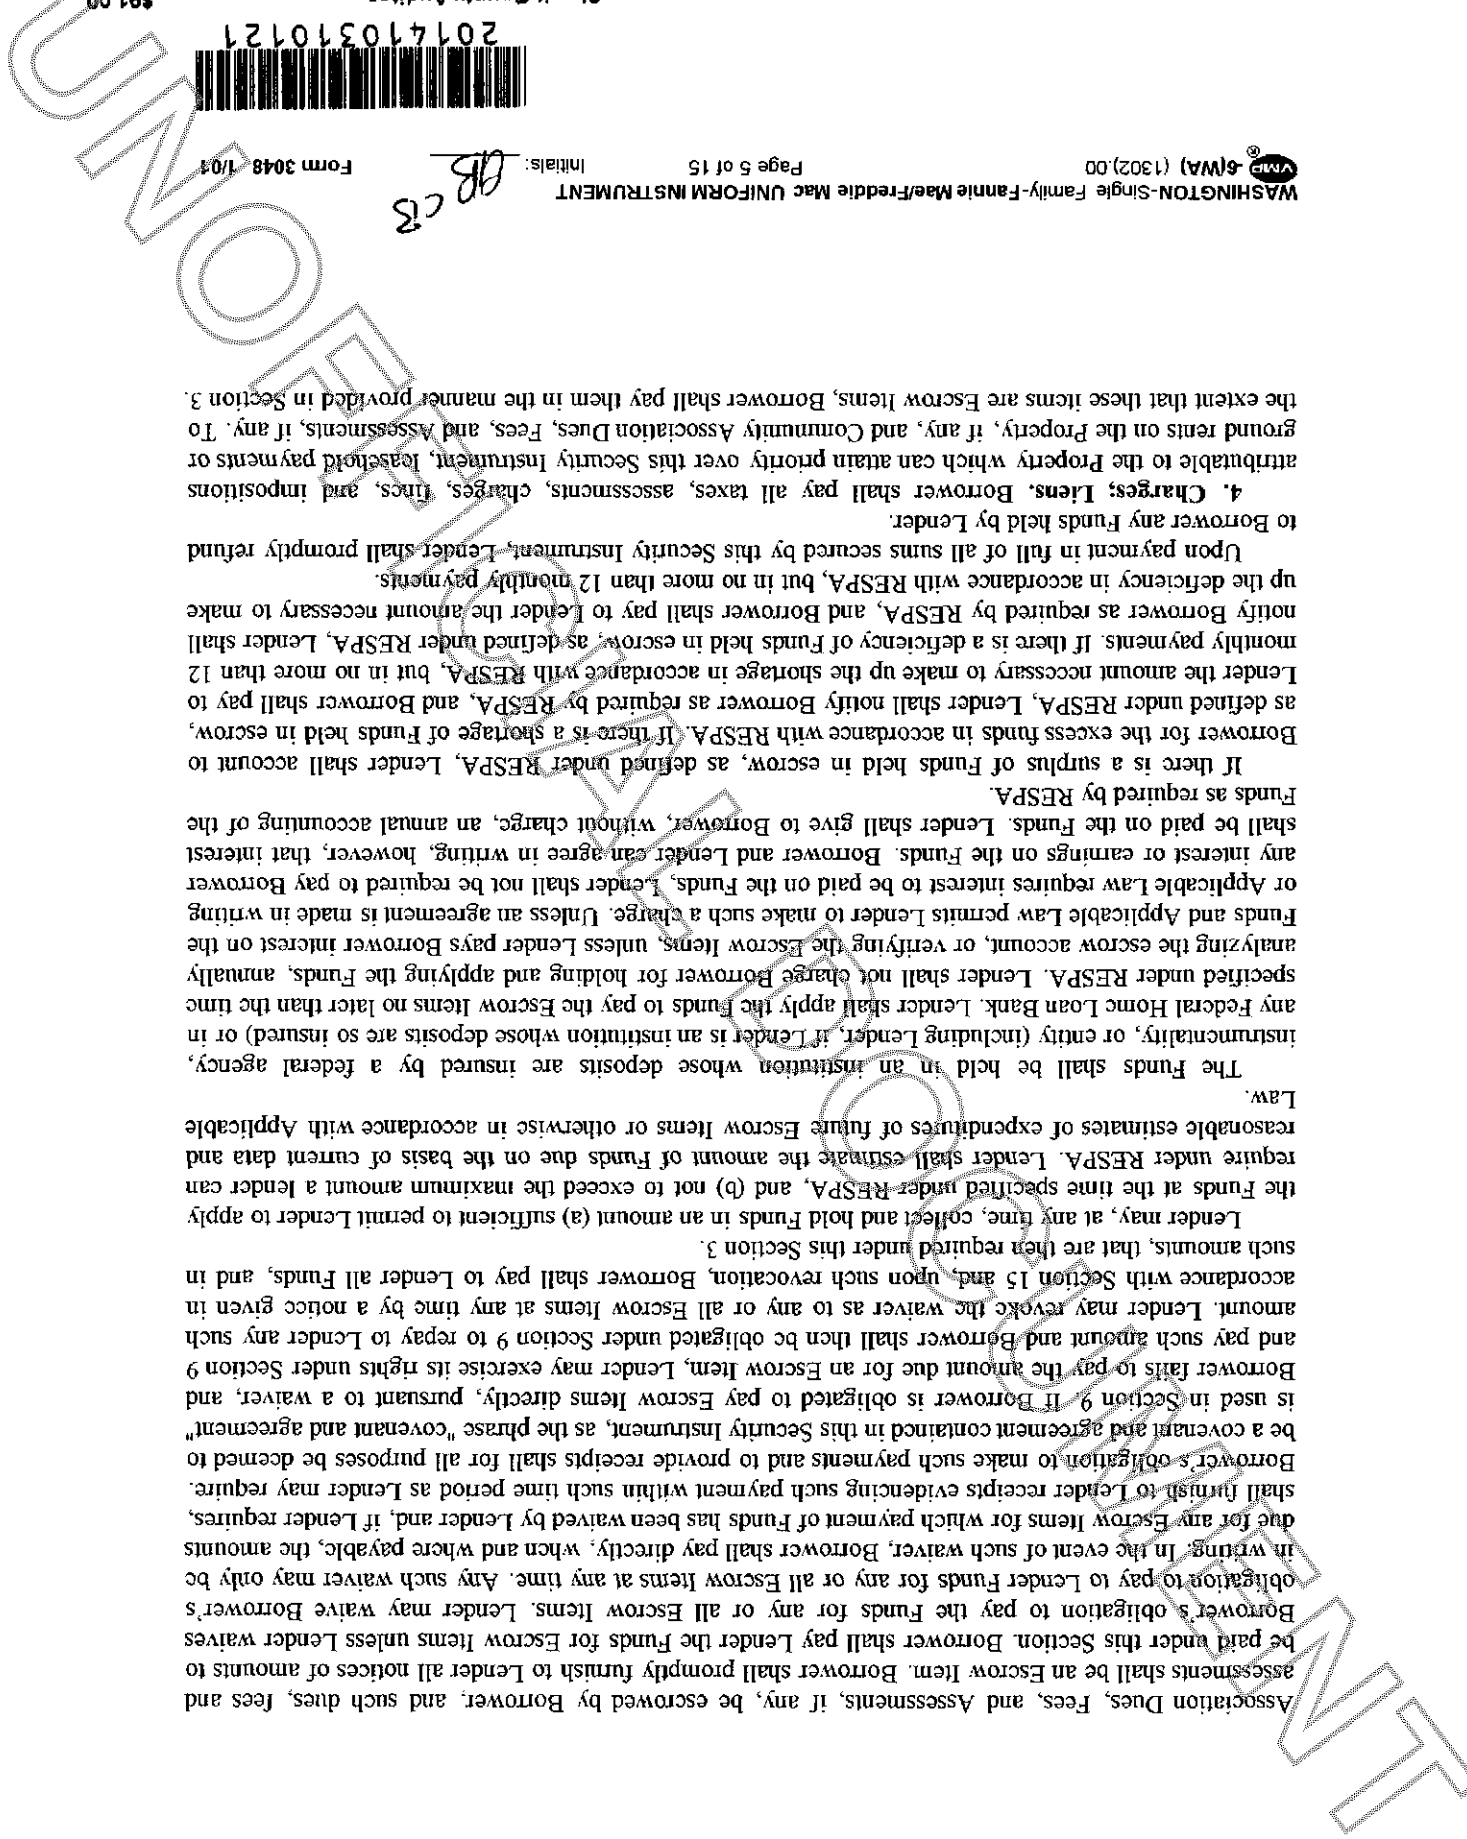 Association Dues, Fees, and Assessments, if any, be escrowed by Borrower, and such dues, fees and
assessments shall be an Escrow Item. Borrower shall promptly furnish to Lender all notices of amounts to
be paid under this Section. Borrower shall pay Lender the Funds for Escrow Items unless Lender waives
Borrower's obligation to pay the Funds for any or all Escrow Items. Lender may waive Borrower's
obligation to pay to Lender Funds for any or all Escrow Items at any time. Any such waiver may only be
in writing. In the event of such waiver, Borrower shall pay directly, when and where payable, the amounts
due for any Escrow Items for which payment of Funds has been waived by Lender and, if Lender requires,
shall furnish to Lender receipts evidencing such payment within such time period as Lender may require.
Borrower's obligation to make such payments and to provide receipts shall for all purposes be deemed to
be a covenant and agreement contained in this Security Instrument, as the phrase "covenant and agreement"
is used in Section 9. If Borrower is obligated to pay Escrow Items directly, pursuant to a waiver, and
Borrower fails to pay the amount due for an Escrow Item, Lender may exercise its rights under Section 9
and pay such amount and Borrower shall then be obligated under Section 9 to repay to Lender any such
amount. Lender may revoke the waiver as to any or all Escrow Items at any time by a notice given in
accordance with Section 15 and, upon such revocation, Borrower shall pay to Lender all Funds, and in
such amounts, that are then required under this Section 3.
Lender may, at any time, collect and hold Funds in an amount (a) sufficient to permit Lender to apply
the Funds at the time specified under RESPA, and (b) not to exceed the maximum amount a lender can
require under RESPA. Lender shall estimate the amount of Funds due on the basis of current data and
reasonable estimates of expenditures of future Escrow Items or otherwise in accordance with Applicable
Law.
The Funds shall be held in an institution whose deposits are insured by a federal agency,
instrumentality, or entity (including Lender, if Lender is an institution whose deposits are so insured) or in
any Federal Home Loan Bank. Lender shall apply the Funds to pay the Escrow Items no later than the time
specified under RESPA. Lender shall not charge Borrower for holding and applying the Funds, annually
analyzing the escrow account, or verifying the Escrow Items, unless Lender pays Borrower interest on the
Funds and Applicable Law permits Lender to make such a charge. Unless an agreement is made in writing
or Applicable Law requires interest to be paid on the Funds, Lender shall not be required to pay Borrower
any interest or earnings on the Funds. Borrower and Lender can agree in writing, however, that interest
shall be paid on the Funds. Lender shall give to Borrower, without charge, an annual accounting of the
Funds as required by RESPA.
If there is a surplus of Funds held in escrow, as defined under RESPA, Lender shall account to
Borrower for the excess funds in accordance with RESPA. If there is a shortage of Funds held in escrow,
as defined under RESPA, Lender shall notify Borrower as required by RESPA, and Borrower shall pay to
Lender the amount necessary to make up the shortage in accordance with RESPA, but in no more than 12
monthly payments. If there is a deficiency of Funds held in escrow, as defined under RESPA, Lender shall
notify Borrower as required by RESPA, and Borrower shall pay to Lender the amount necessary to make
up the deficiency in accordance with RESPA, but in no more than 12 monthly payments.
Upon payment in full of all sums secured by this Security Instrument, Lender shall promptly refund
to Borrower any Funds held by Lender.
4. Charges; Liens. Borrower shall pay all taxes, assessments, charges, fines, and impositions
attributable to the Property which can attain priority over this Security Instrument, leasehold payments or
ground rents on the Property, if any, and Community Association Dues, Fees, and Assessments, if any. To
the extent that these items are Escrow Items, Borrower shall pay them in the manner provided in Section 3.
WASHINGTON-Single Family-Fannie Mae/Freddie Mac UNIFORM INSTRUMENT
VMP ® -6(WA) (1302).00 Page 5 of 15 Initials: CB Form 3048 1/01
201410310121
UNOFFICIAL DOCUMENT